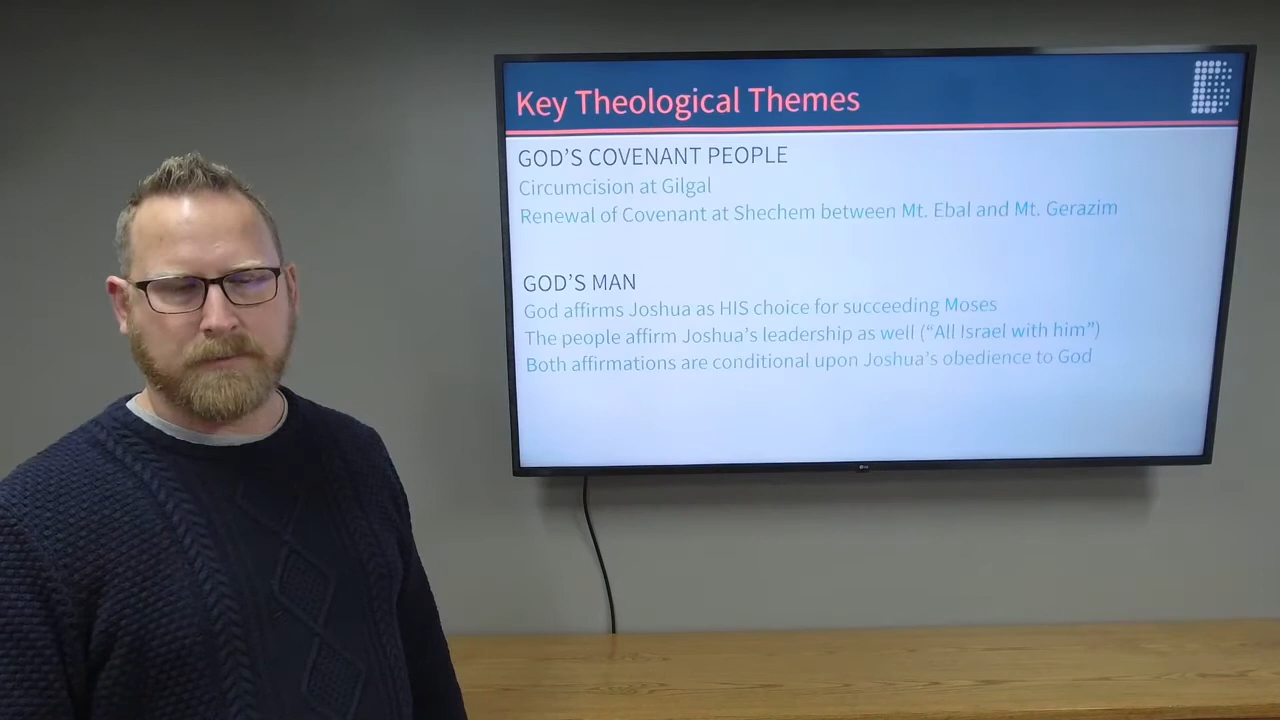 Key Theological Themes
GOD'S COVENANT PEOPLE
Circumcision at Gilgal
Renewal of Covenant at Shechem between Mt. Ebal and Mt. Gerazim
GOD'S MAN
God affirms Joshua as HIS choice for succeeding Moses
The people affirm Joshua's leadership as well ("All Israel with him")
Both affirmations are conditional upon Joshua's obedience to God
LG